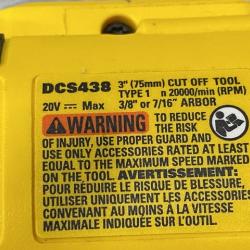 DCS438 3" (75mm) CUT OFF TOOL
TYPE 1 n 20000/min (RPM)
20V ⎓ Max 3/8" or 7/16" ARBOR
WARNING TO REDUCE
THE RISK
OF INJURY, USE PROPER GUARD AND
USE ONLY ACCESSORIES RATED AT LEAST
EQUAL TO THE MAXIMUM SPEED MARKED
ON THE TOOL. AVERTISSEMENT:
POUR RÉDUIRE LE RISQUE DE BLESSURE,
UTILISER UNIQUEMENT DES ACCESSOIRES
CONVENANT AU MOINS À LA VITESSE
MAXIMALE INDIQUÉE SUR L'OUTIL.